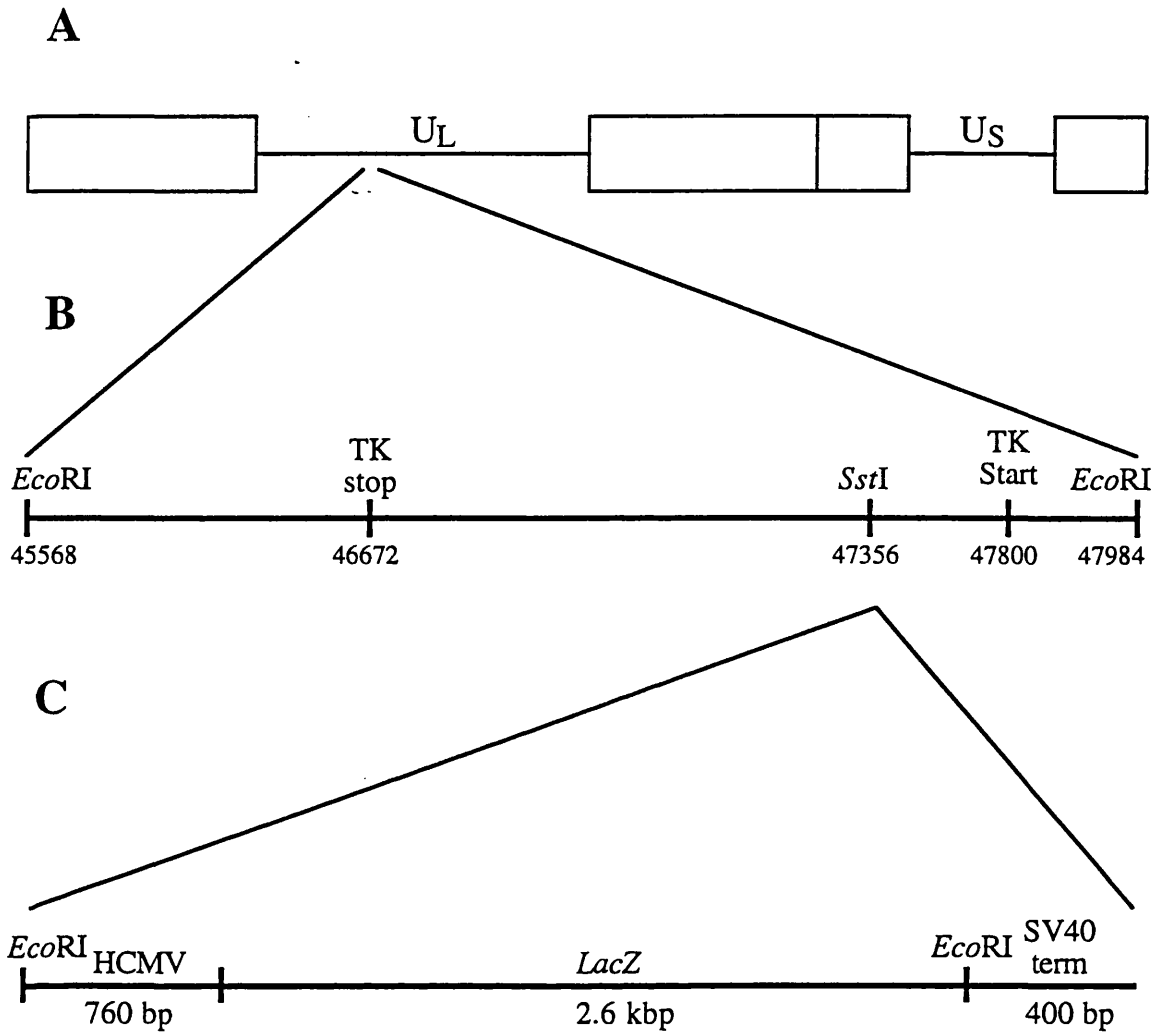 A
UL
US
B
EcoRI
TK
stop
SstI
TK
Start
EcoRI
45568
46672
47356
47800
47984
C
EcoRI
HCMV
LacZ
EcoRI
SV40
term
760 bp
2.6 kbp
400 bp